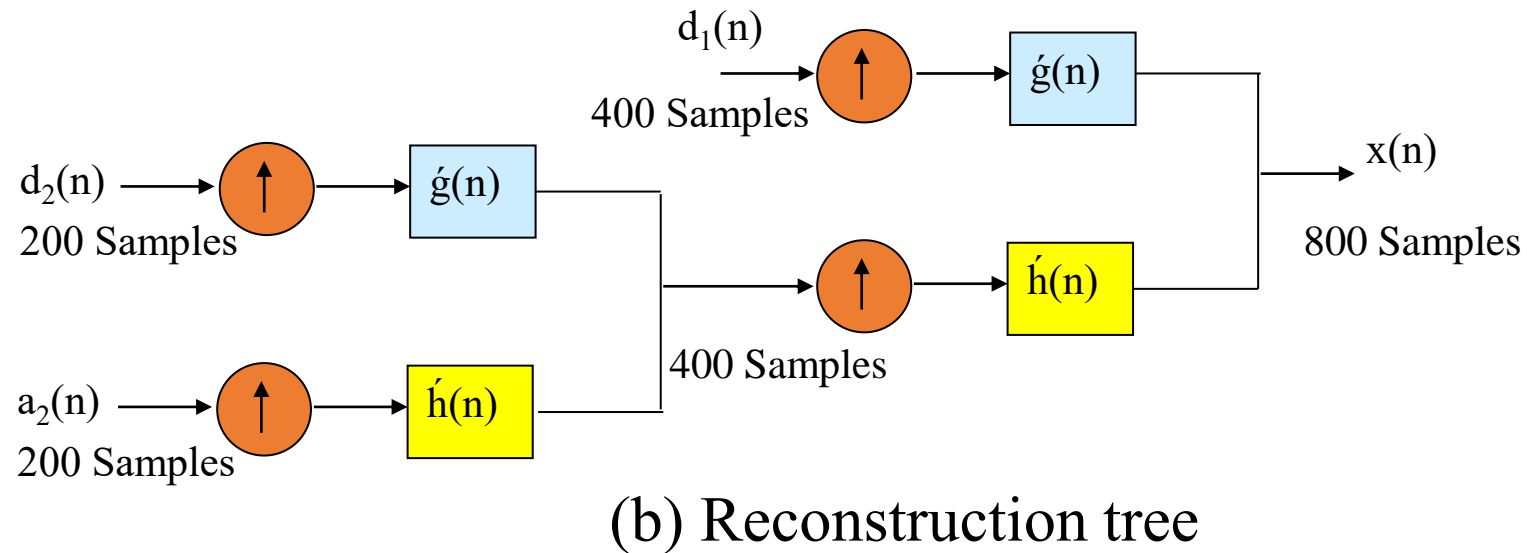 d₁(n)
ǵ(n)
400 Samples
x(n)
d₂(n)
ǵ(n)
200 Samples
800 Samples
h́(n)
400 Samples
a₂(n)
h́(n)
200 Samples
(b) Reconstruction tree